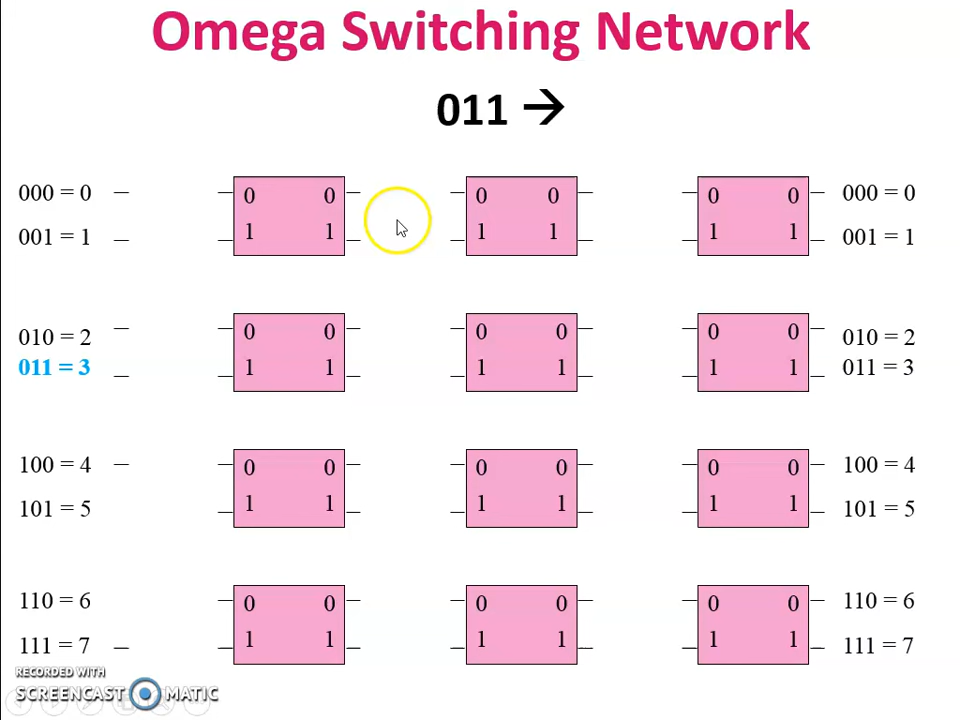 Omega Switching Network
011 →
000 = 0 0 0 0 0 0 0 000 = 0
001 = 1 1 1 1 1 1 1 001 = 1
010 = 2 0 0 0 0 0 0 010 = 2
011 = 3 1 1 1 1 1 1 011 = 3
100 = 4 0 0 0 0 0 0 100 = 4
101 = 5 1 1 1 1 1 1 101 = 5
110 = 6 0 0 0 0 0 0 110 = 6
111 = 7 1 1 1 1 1 1 111 = 7
RECORDED WITH
SCREENCAST MATIC